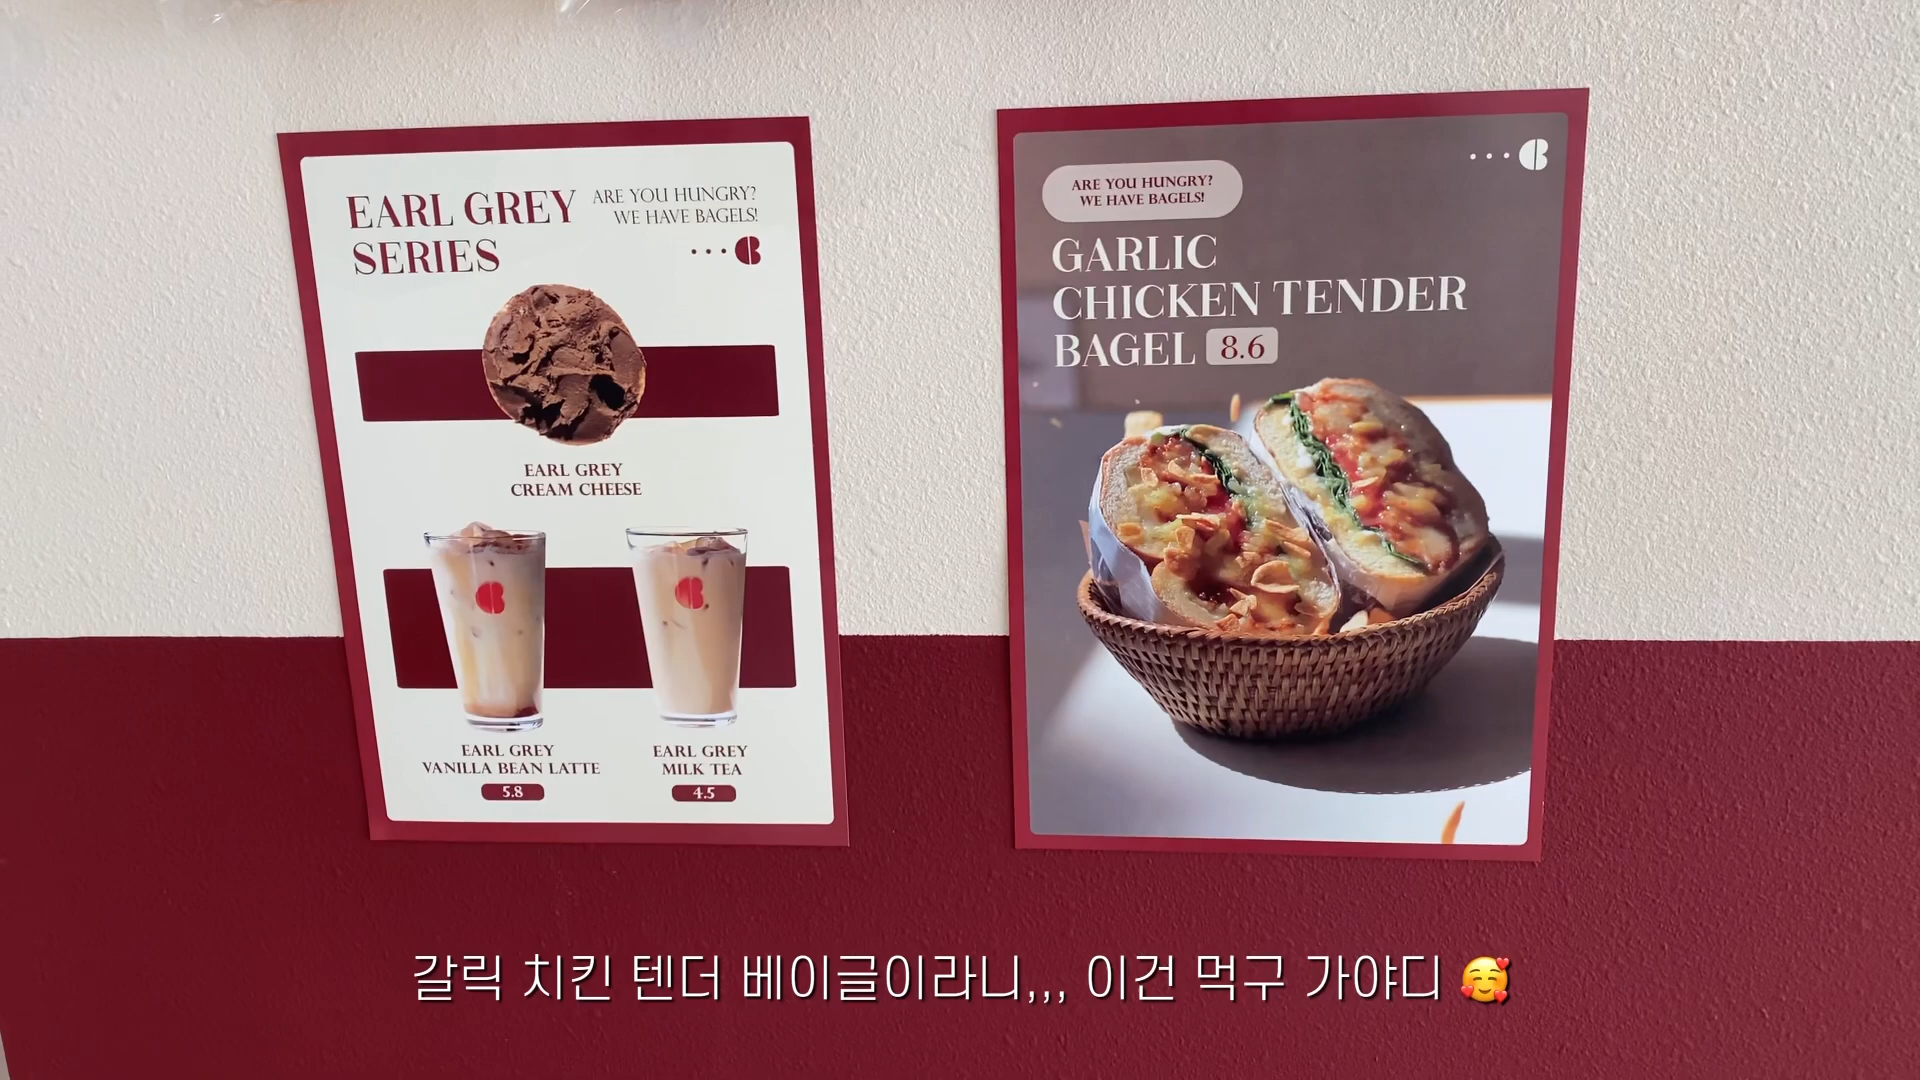 EARL GREY
SERIES
ARE YOU HUNGRY?
WE HAVE BAGELS!
EARL GREY
CREAM CHEESE
EARL GREY
VANILLA BEAN LATTE
5.8
EARL GREY
MILK TEA
4.5
ARE YOU HUNGRY?
WE HAVE BAGELS!
GARLIC
CHICKEN TENDER
BAGEL 8.6
갈릭 치킨 텐더 베이글이라니,,, 이건 먹구 가야디 🥰